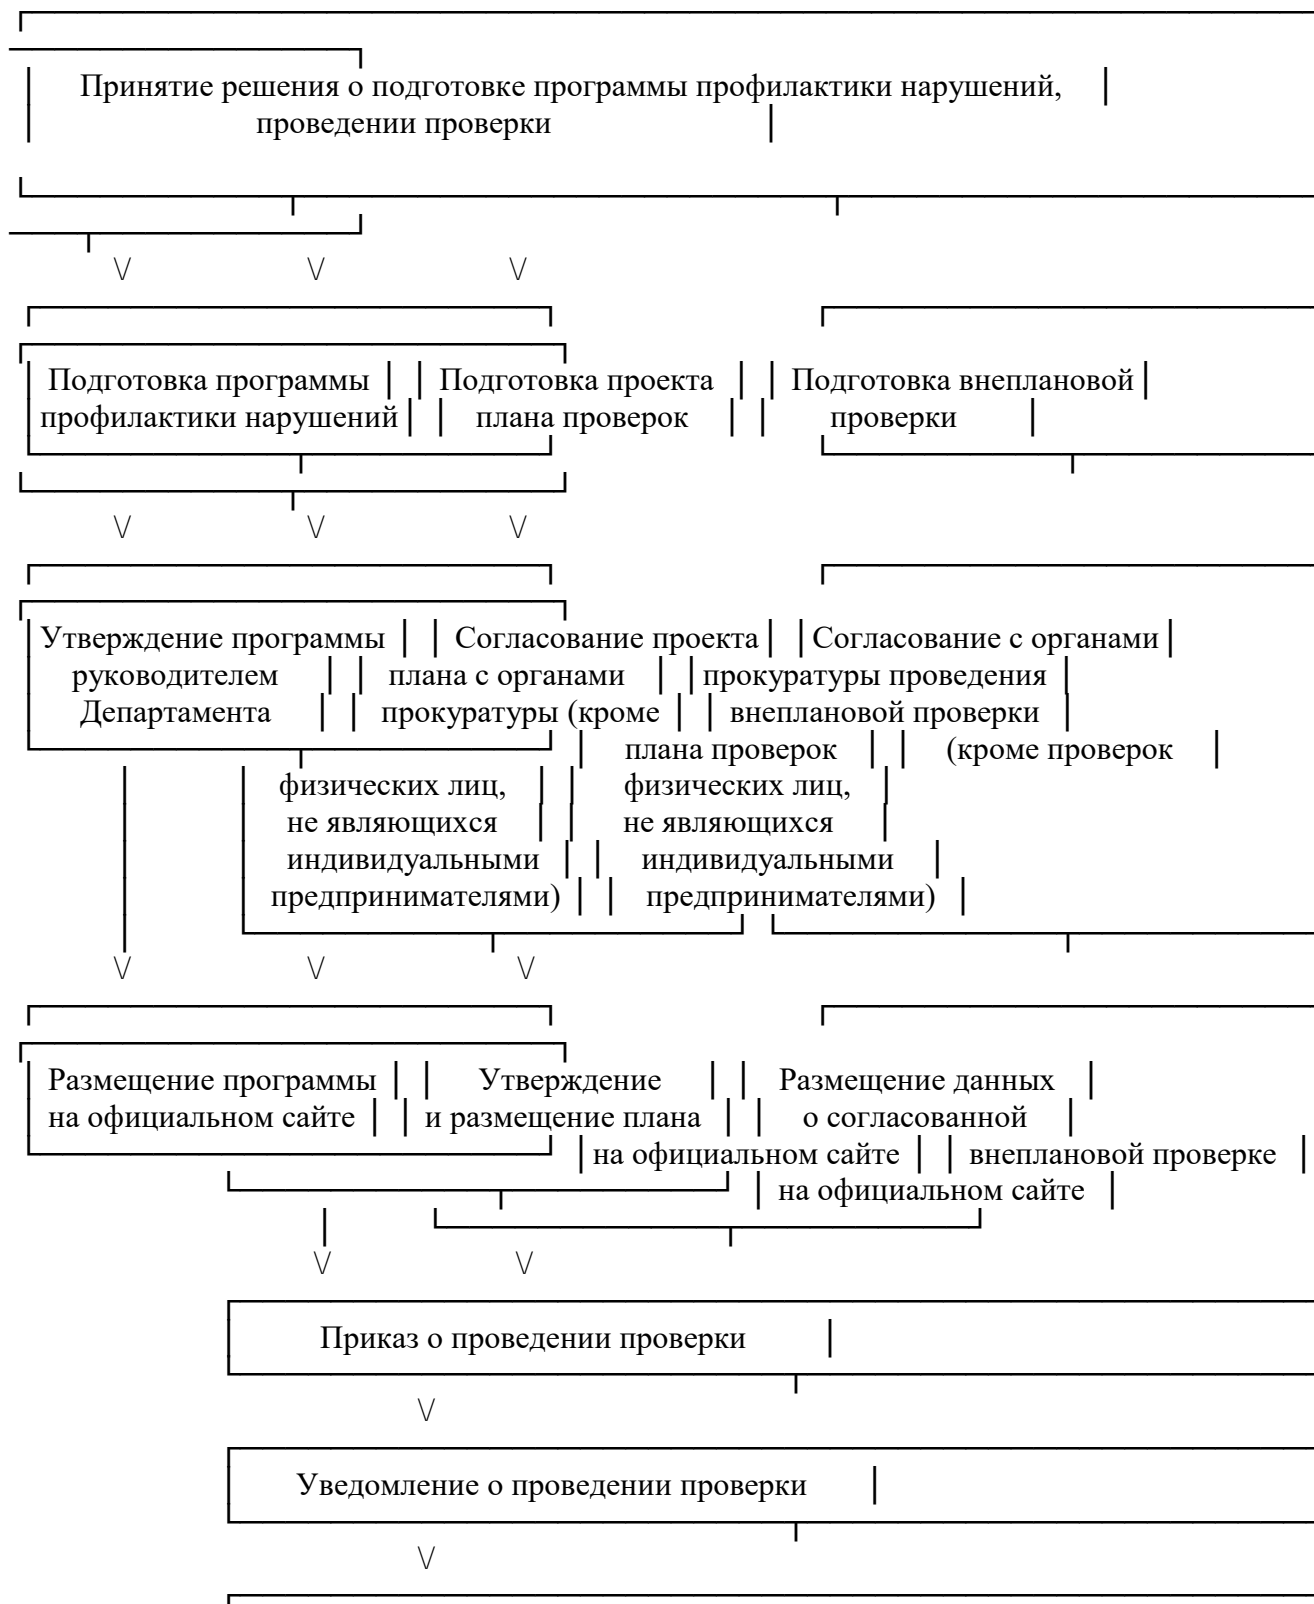 Принятие решения о подготовке программы профилактики нарушений,
проведении проверки
Подготовка программы Подготовка проекта Подготовка внеплановой
профилактики нарушений плана проверок проверки
Утверждение программы Согласование проекта Согласование с органами
руководителем плана с органами прокуратуры проведения
Департамента прокуратуры (кроме внеплановой проверки
плана проверок (кроме проверок
физических лиц, физических лиц,
не являющихся не являющихся
индивидуальными индивидуальными
предпринимателями) предпринимателями)
Размещение программы Утверждение Размещение данных
на официальном сайте и размещение плана о согласованной
на официальном сайте внеплановой проверке
на официальном сайте
Приказ о проведении проверки
Уведомление о проведении проверки